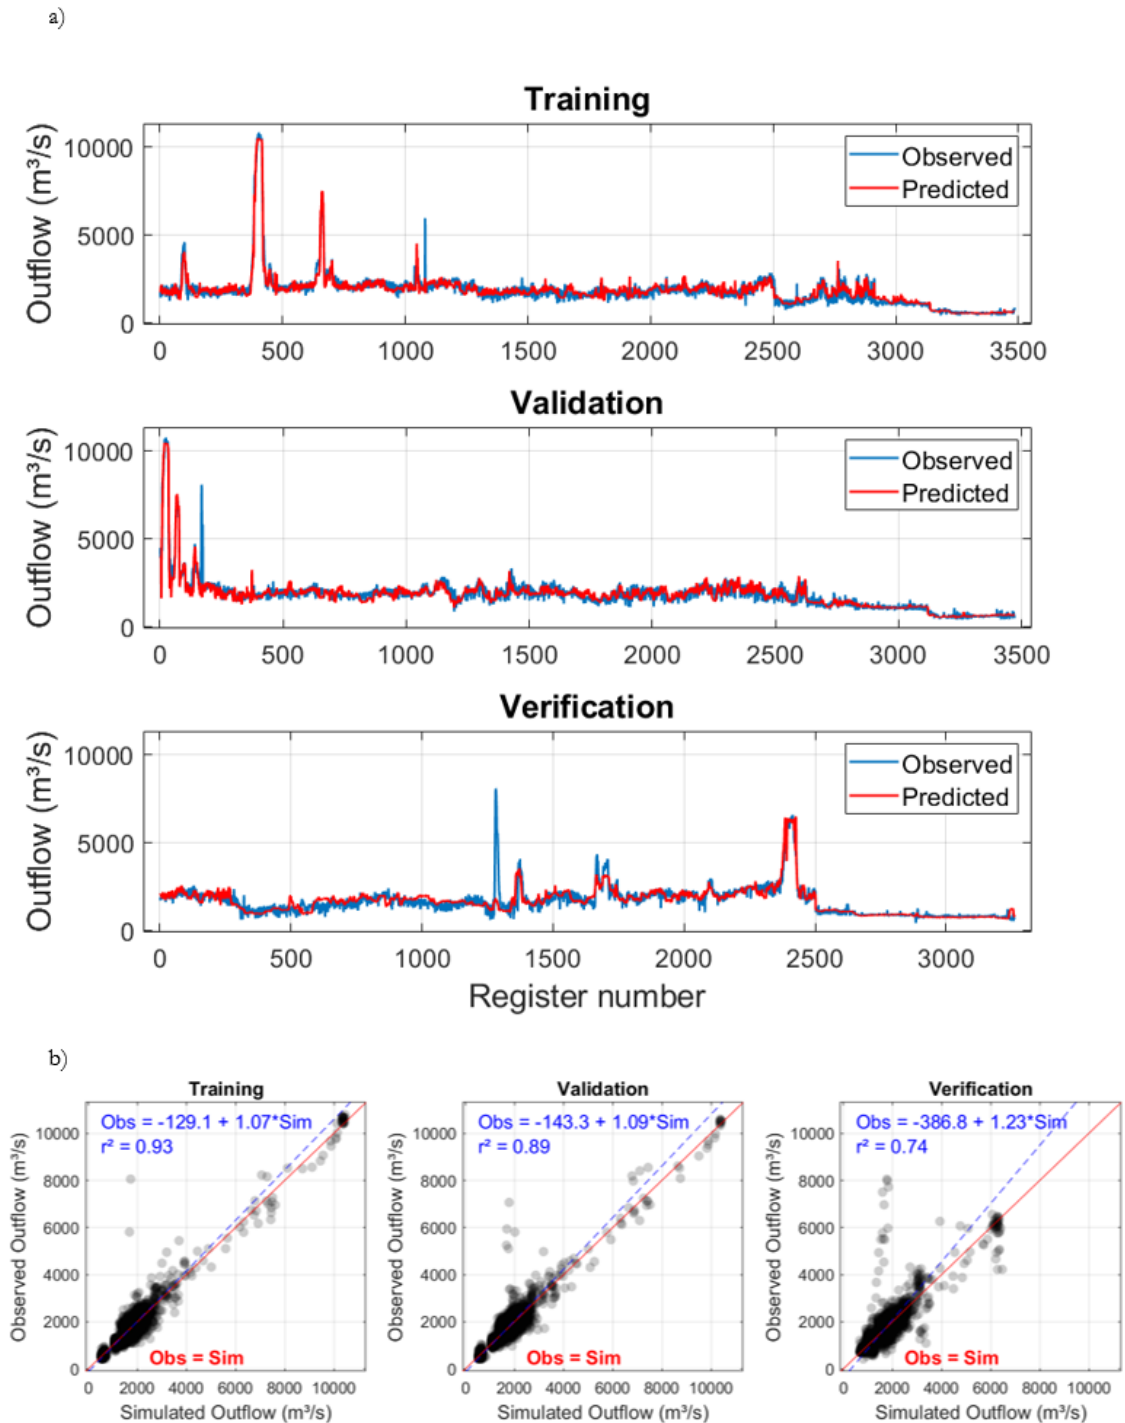 a)
Training
Outflow (m³/s)
10000
5000
0
Observed
Predicted
0 500 1000 1500 2000 2500 3000 3500
Validation
Outflow (m³/s)
10000
5000
0
Observed
Predicted
0 500 1000 1500 2000 2500 3000 3500
Verification
Outflow (m³/s)
10000
5000
0
Observed
Predicted
0 500 1000 1500 2000 2500 3000
Register number
b)
Training
Observed Outflow (m³/s)
10000
8000
6000
4000
2000
0
Obs = -129.1 + 1.07*Sim
r² = 0.93
Obs = Sim
0 2000 4000 6000 8000 10000
Simulated Outflow (m³/s)
Validation
Observed Outflow (m³/s)
10000
8000
6000
4000
2000
0
Obs = -143.3 + 1.09*Sim
r² = 0.89
Obs = Sim
0 2000 4000 6000 8000 10000
Simulated Outflow (m³/s)
Verification
Observed Outflow (m³/s)
10000
8000
6000
4000
2000
0
Obs = -386.8 + 1.23*Sim
r² = 0.74
Obs = Sim
0 2000 4000 6000 8000 10000
Simulated Outflow (m³/s)